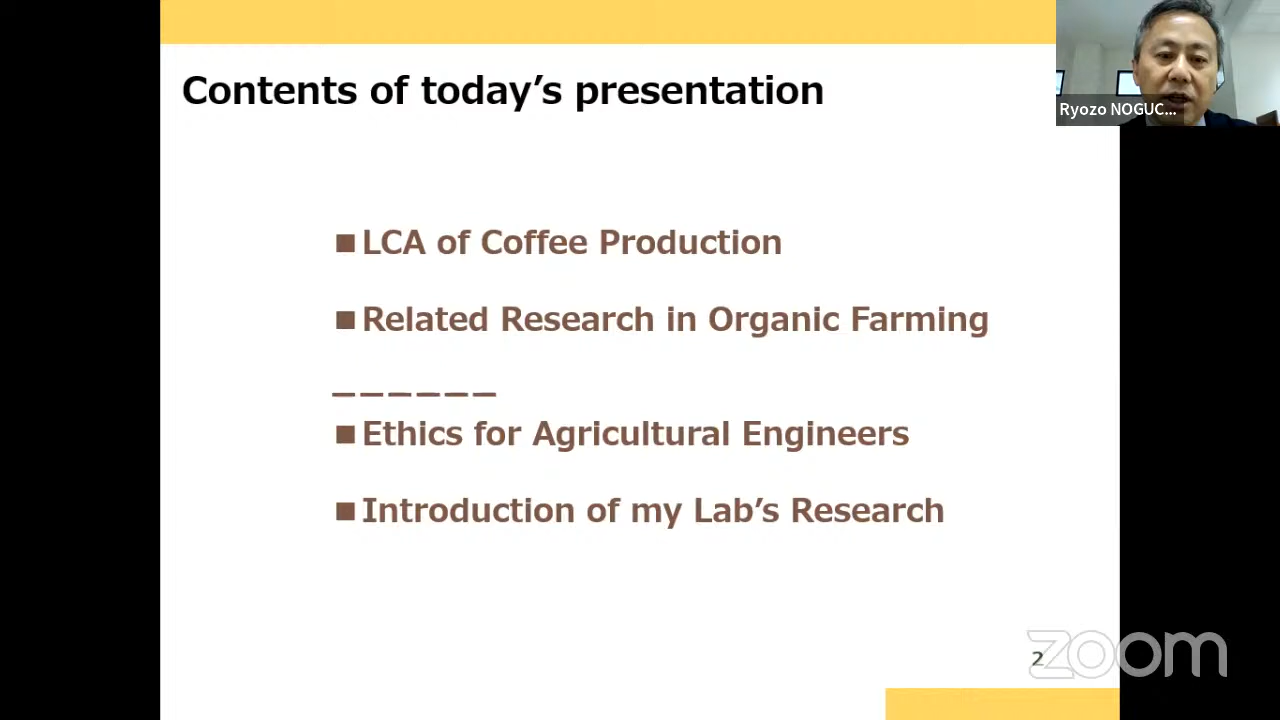 Contents of today’s presentation
Ryozo NOGUC...
■LCA of Coffee Production
■Related Research in Organic Farming
______
■Ethics for Agricultural Engineers
■Introduction of my Lab’s Research
2
zoom